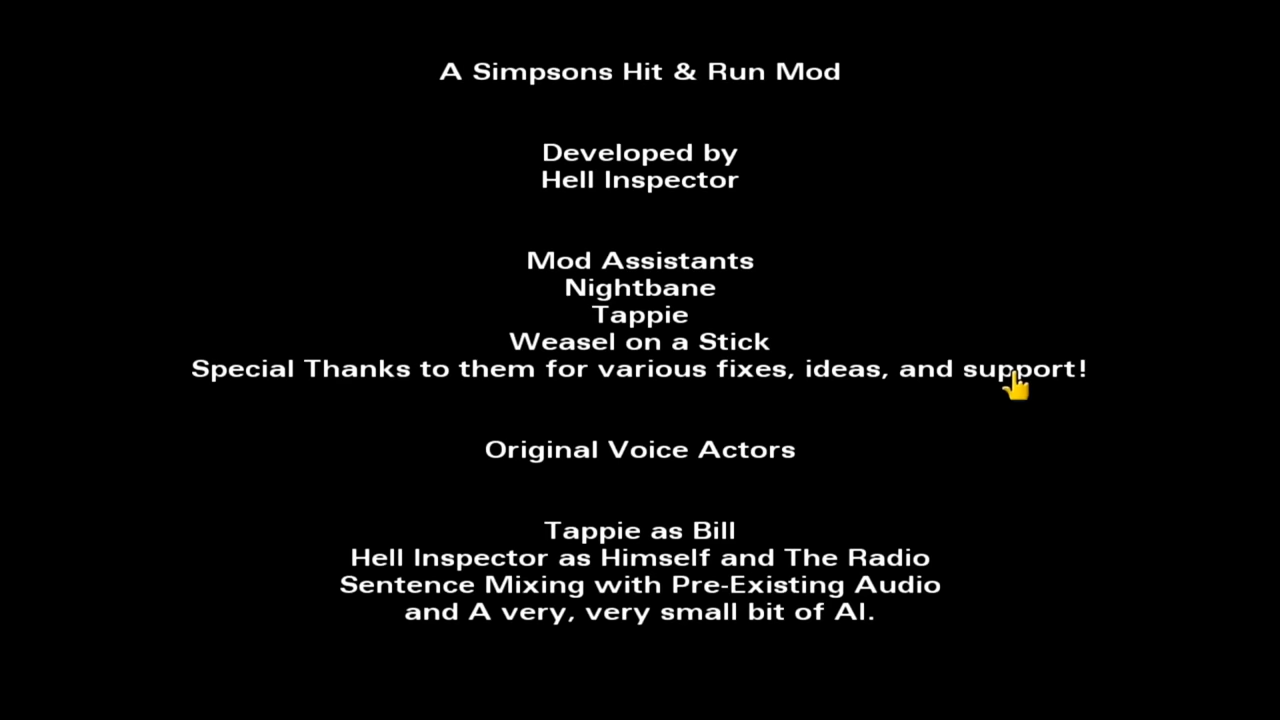 A Simpsons Hit & Run Mod
Developed by
Hell Inspector
Mod Assistants
Nightbane
Tappie
Weasel on a Stick
Special Thanks to them for various fixes, ideas, and support!
Original Voice Actors
Tappie as Bill
Hell Inspector as Himself and The Radio
Sentence Mixing with Pre-Existing Audio
and A very, very small bit of AI.